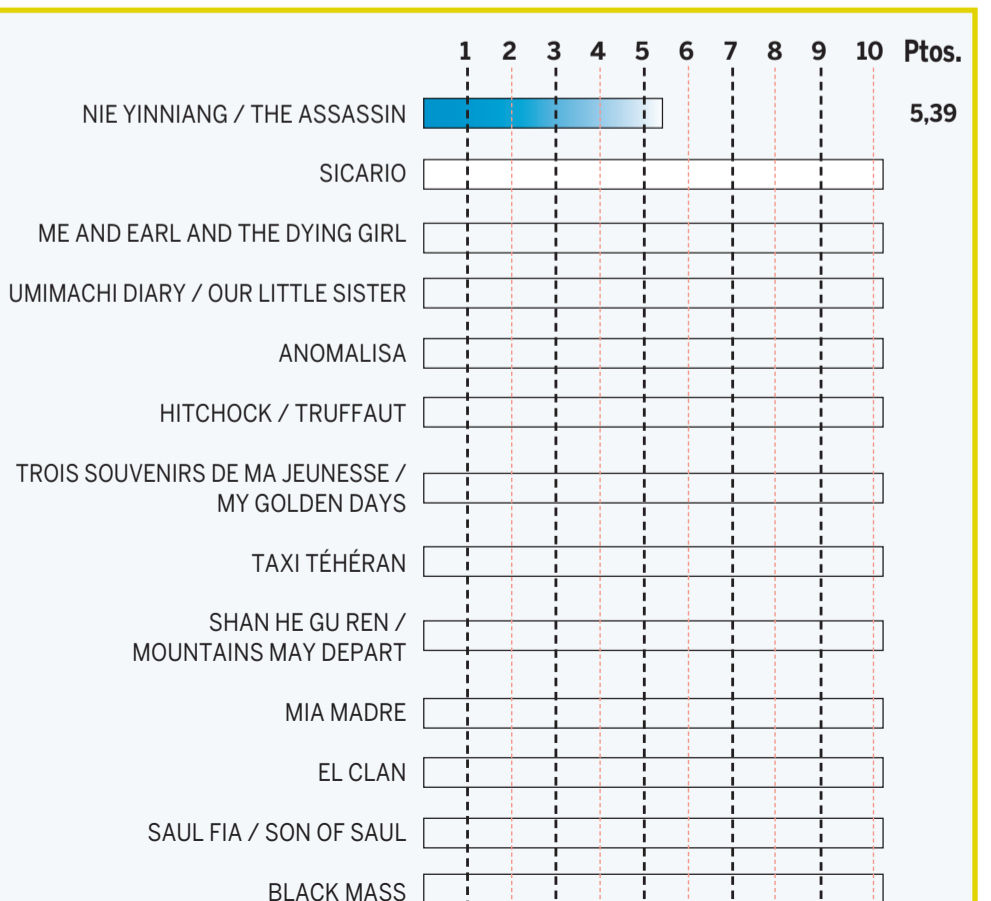 1 2 3 4 5 6 7 8 9 10 Ptos.
NIE YINNIANG / THE ASSASSIN 5,39
SICARIO
ME AND EARL AND THE DYING GIRL
UMIMACHI DIARY / OUR LITTLE SISTER
ANOMALISA
HITCHOCK / TRUFFAUT
TROIS SOUVENIRS DE MA JEUNESSE /
MY GOLDEN DAYS
TAXI TÉHÉRAN
SHAN HE GU REN /
MOUNTAINS MAY DEPART
MIA MADRE
EL CLAN
SAUL FIA / SON OF SAUL
BLACK MASS